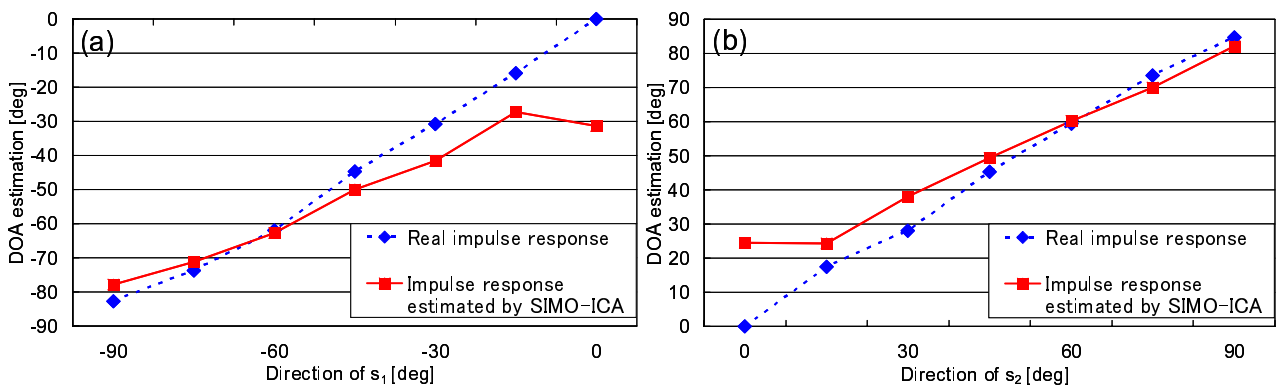 (a)
DOA estimation [deg]
0
-10
-20
-30
-40
-50
-60
-70
-80
-90
-90
-60
-30
0
Direction of s1 [deg]
Real impulse response
Impulse response
estimated by SIMO-ICA
(b)
DOA estimation [deg]
90
80
70
60
50
40
30
20
10
0
0
30
60
90
Direction of s2 [deg]
Real impulse response
Impulse response
estimated by SIMO-ICA